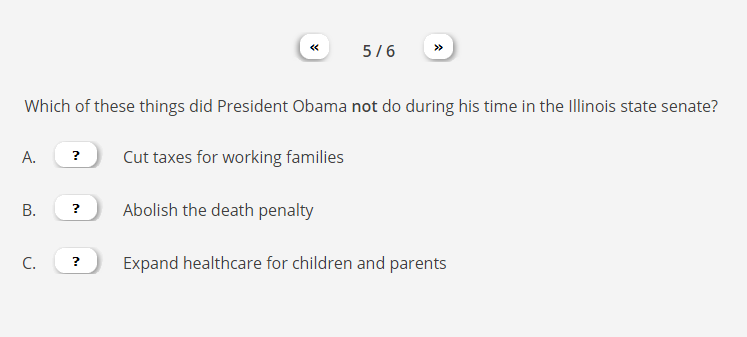 « 5 / 6 »
Which of these things did President Obama not do during his time in the Illinois state senate?
A. ? Cut taxes for working families
B. ? Abolish the death penalty
C. ? Expand healthcare for children and parents